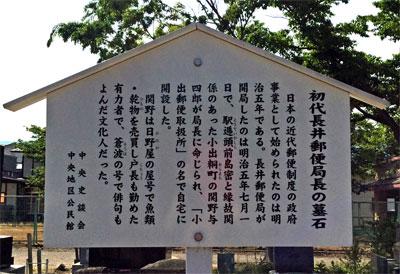 初代長井郵便局長の墓石
日本の近代郵便制度の政府
事業として始められたのは明
治五年である。長井郵便局が
開局したのは明治五年七月一
日で、駅逓頭前島密と縁故関
係のあった小出桐町の関野与
四郎が局長に命じられ、「小
出郵便取扱所」の名で自宅に
開設した。
関野は日野屋の屋号で魚類
・乾物を売買し戸長も勤めた
有力者で、蒼波の号で俳句も
よんだ文化人だった。
中央史談会
中央地区公民館